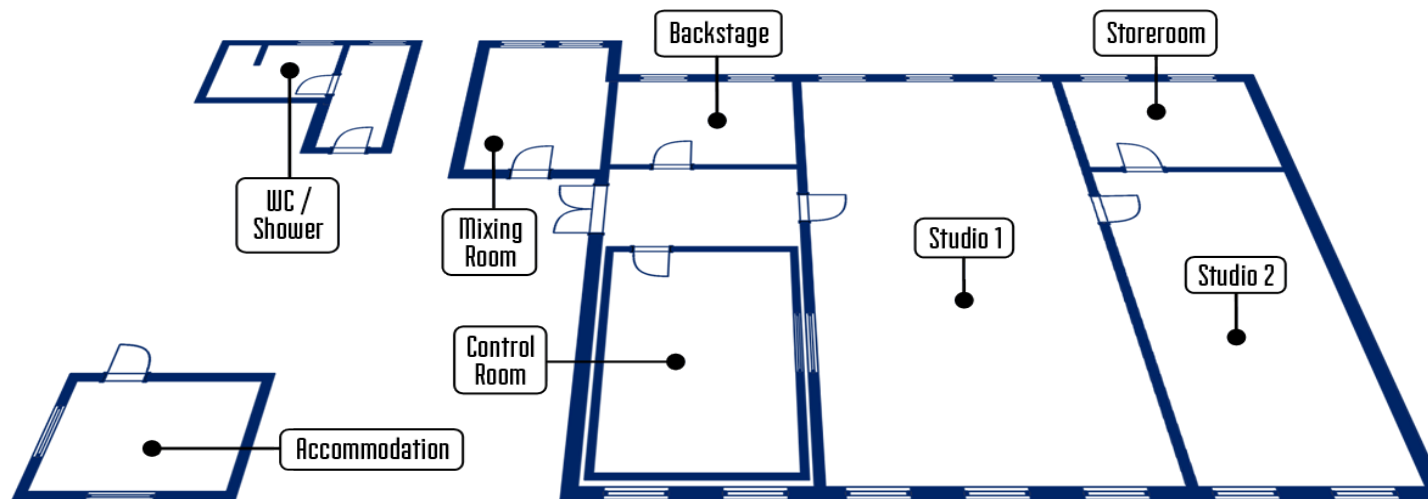 Backstage
Storeroom
WC /
Shower
Mixing
Room
Studio 1
Studio 2
Control
Room
Accommodation